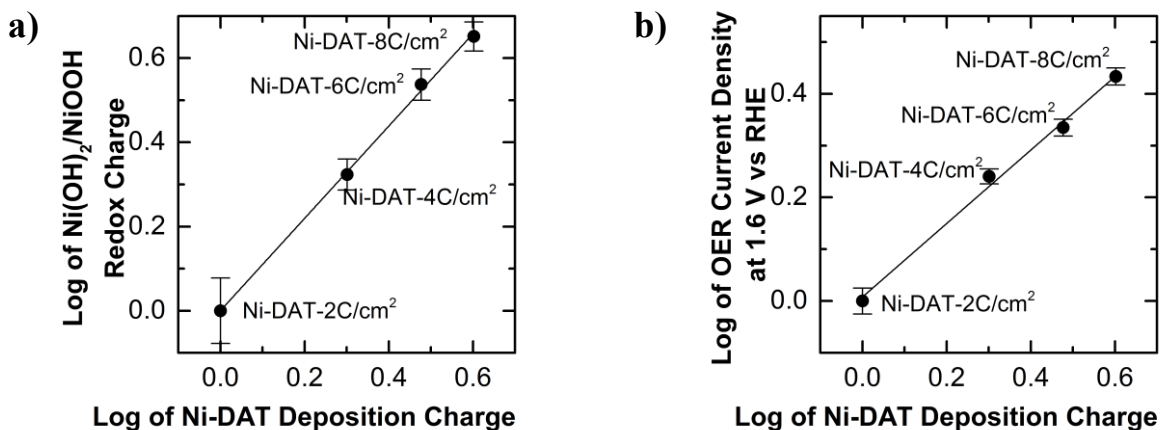 a)
Log of Ni(OH)₂/NiOOH
Redox Charge
0.6
0.4
0.2
0.0
Ni-DAT-8C/cm²
Ni-DAT-6C/cm²
Ni-DAT-4C/cm²
Ni-DAT-2C/cm²
0.0 0.2 0.4 0.6
Log of Ni-DAT Deposition Charge
b)
Log of OER Current Density
at 1.6 V vs RHE
0.4
0.2
0.0
Ni-DAT-8C/cm²
Ni-DAT-6C/cm²
Ni-DAT-4C/cm²
Ni-DAT-2C/cm²
0.0 0.2 0.4 0.6
Log of Ni-DAT Deposition Charge